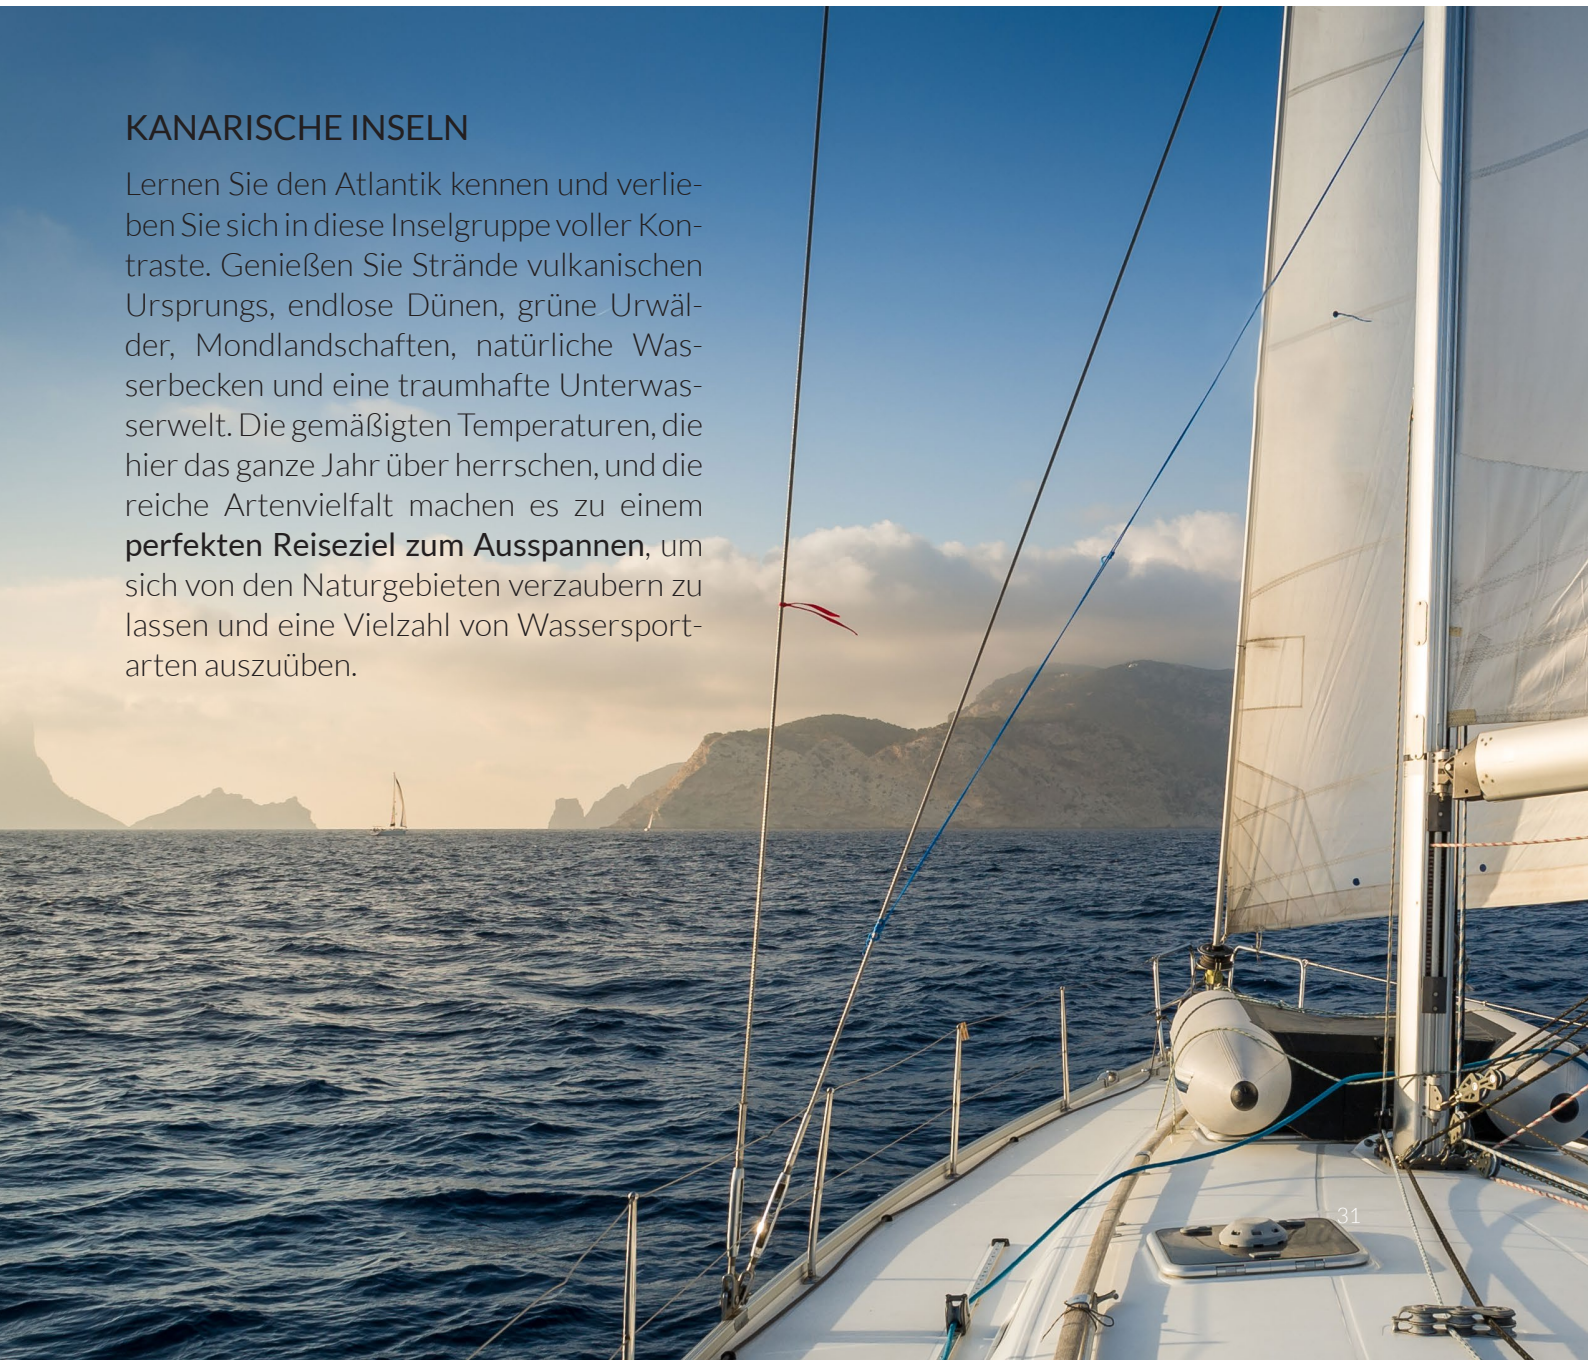 KANARISCHE INSELN
Lernen Sie den Atlantik kennen und verlie-
ben Sie sich in diese Inselgruppe voller Kon-
traste. Genießen Sie Strände vulkanischen
Ursprungs, endlose Dünen, grüne Urwäl-
der, Mondlandschaften, natürliche Was-
serbecken und eine traumhafte Unterwas-
serwelt. Die gemäßigten Temperaturen, die
hier das ganze Jahr über herrschen, und die
reiche Artenvielfalt machen es zu einem
perfekten Reiseziel zum Ausspannen, um
sich von den Naturgebieten verzaubern zu
lassen und eine Vielzahl von Wassersport-
arten auszuüben.
31